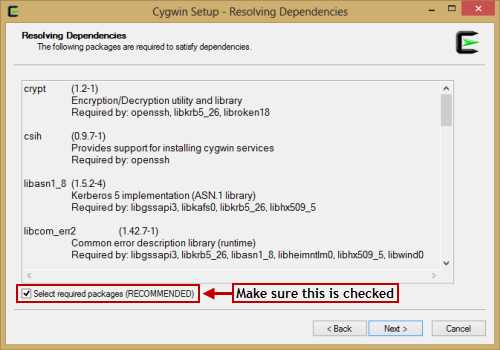 Cygwin Setup - Resolving Dependencies
Resolving Dependencies
The following packages are required to satisfy dependencies.
crypt (1.2-1)
Encryption/Decryption utility and library
Required by: openssh, libkrb5_26, libroken18
csih (0.9.7-1)
Provides support for installing cygwin services
Required by: openssh
libasn1_8 (1.5.2-4)
Kerberos 5 implementation (ASN.1 library)
Required by: libgssapi3, libkafs0, libkrb5_26, libhx509_5
libcom_err2 (1.42.7-1)
Common error description library (runtime)
Required by: libgssapi3, libkrb5_26, libasn1_8, libheimntlm0, libhx509_5, libwind0
Select required packages (RECOMMENDED)
Make sure this is checked
< Back Next > Cancel